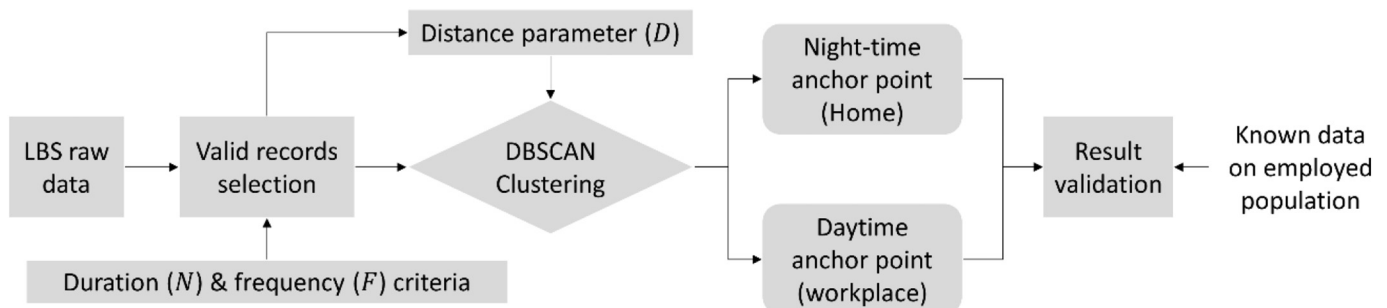 LBS raw
data
Valid records
selection
Duration (N) & frequency (F) criteria
Distance parameter (D)
DBSCAN
Clustering
Night-time
anchor point
(Home)
Daytime
anchor point
(workplace)
Result
validation
Known data
on employed
population